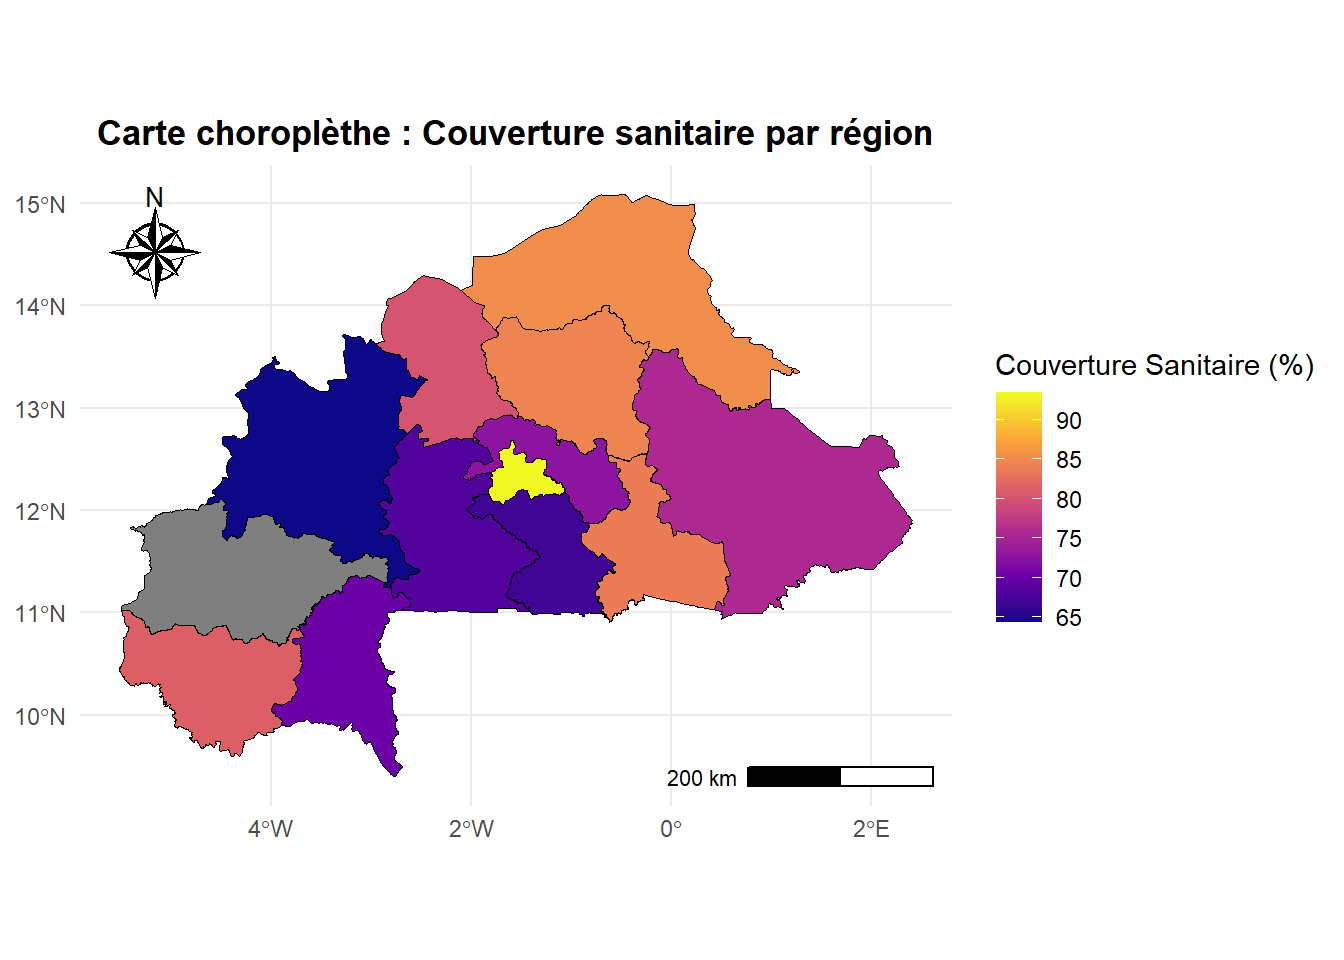 Carte choroplèthe : Couverture sanitaire par région
N
15°N
14°N
13°N
12°N
11°N
10°N
4°W
2°W
0°
2°E
200 km
Couverture Sanitaire (%)
90
85
80
75
70
65